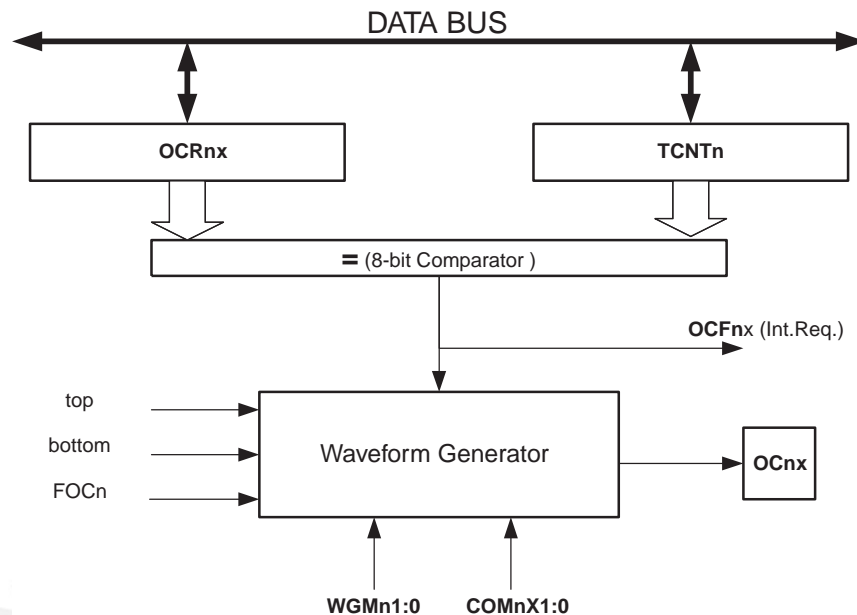 DATA BUS
OCRnx
TCNTn
= (8-bit Comparator )
OCFnx (Int.Req.)
top
bottom
FOCn
Waveform Generator
OCnx
WGMn1:0
COMnX1:0